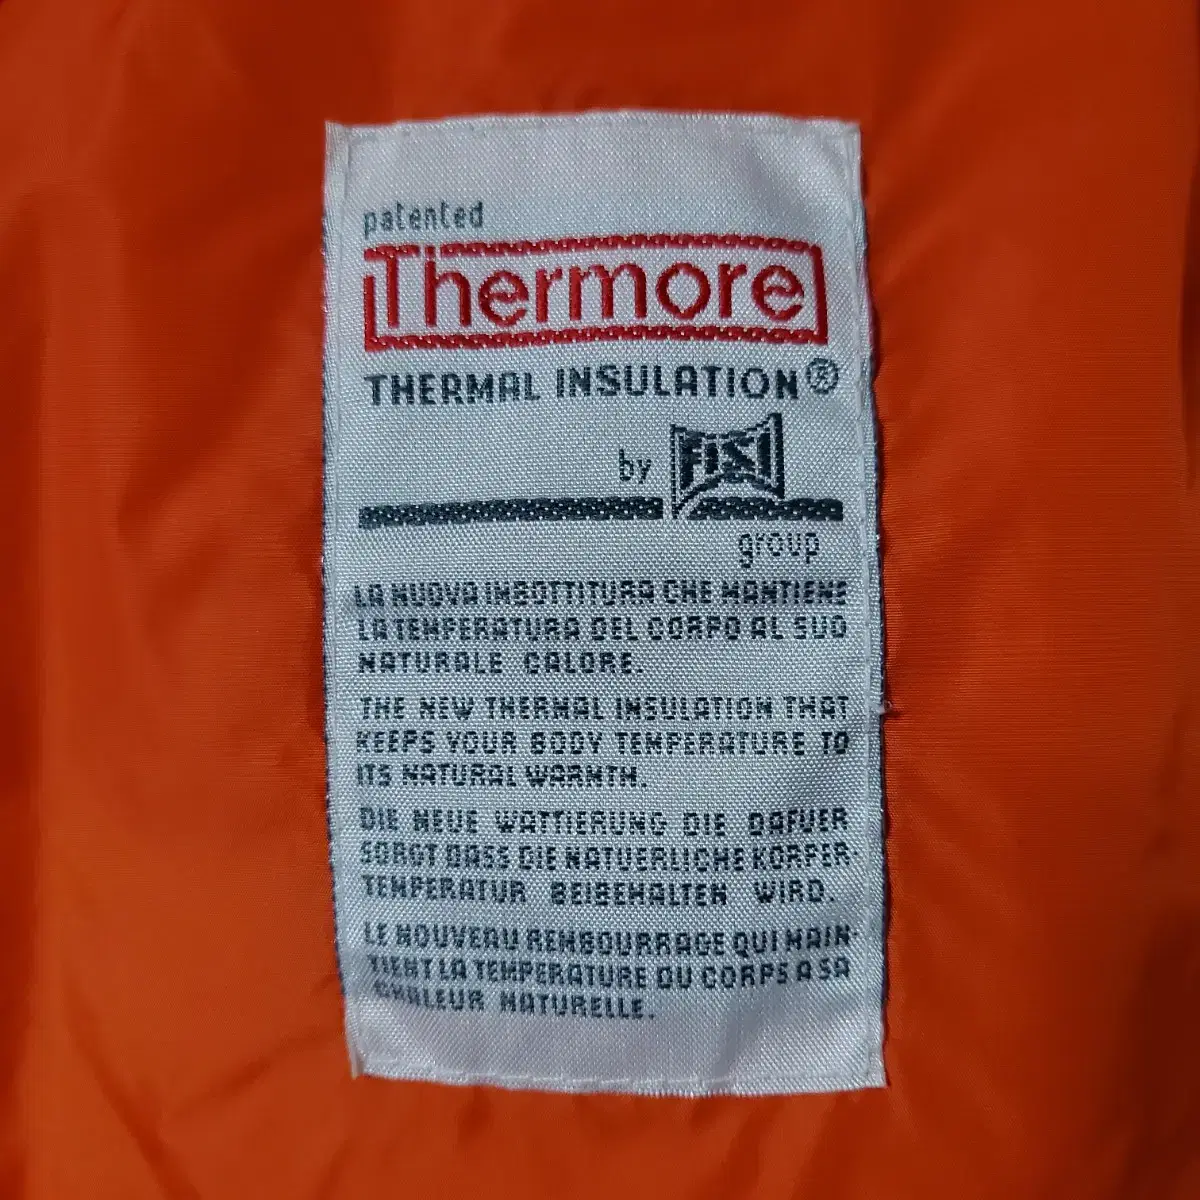 patented
Thermore
THERMAL INSULATION®
by FISI
group
LA NUOVA IMBOTTITURA CHE MANTIENE
LA TEMPERATURA DEL CORPO AL SUO
NATURALE CALORE.
THE NEW THERMAL INSULATION THAT
KEEPS YOUR BODY TEMPERATURE TO
ITS NATURAL WARMTH.
DIE NEUE WATTIERUNG DIE DAFUER
SORGT DASS DIE NATUERLICHE KORPER-
TEMPERATUR BEIBEHALTEN WIRD.
LE NOUVEAU REMBOURRAGE QUI MAIN-
TIENT LA TEMPERATURE DU CORPS A SA
CHALEUR NATURELLE.